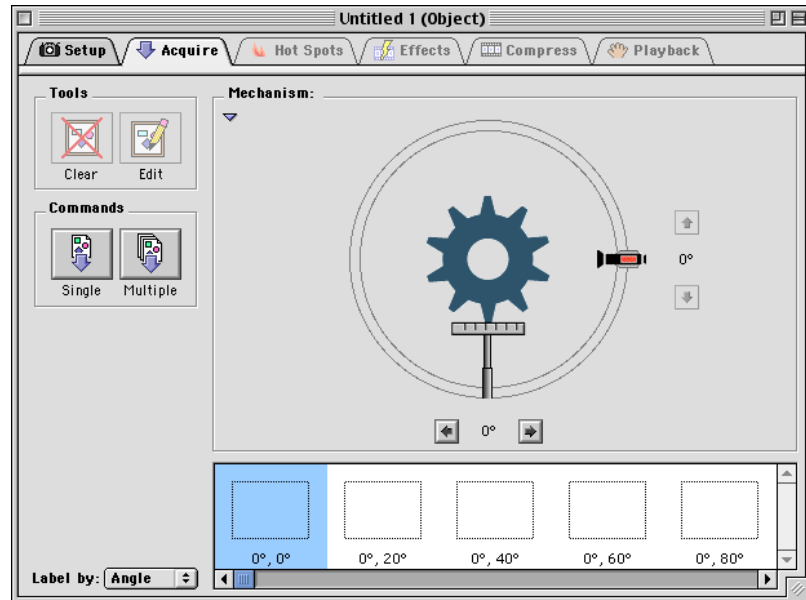 Untitled 1 (Object)
Setup
Acquire
Hot Spots
Effects
Compress
Playback
Tools
Clear
Edit
Commands
Single
Multiple
Mechanism:
0°
0°
0°, 0°
0°, 20°
0°, 40°
0°, 60°
0°, 80°
Label by: Angle